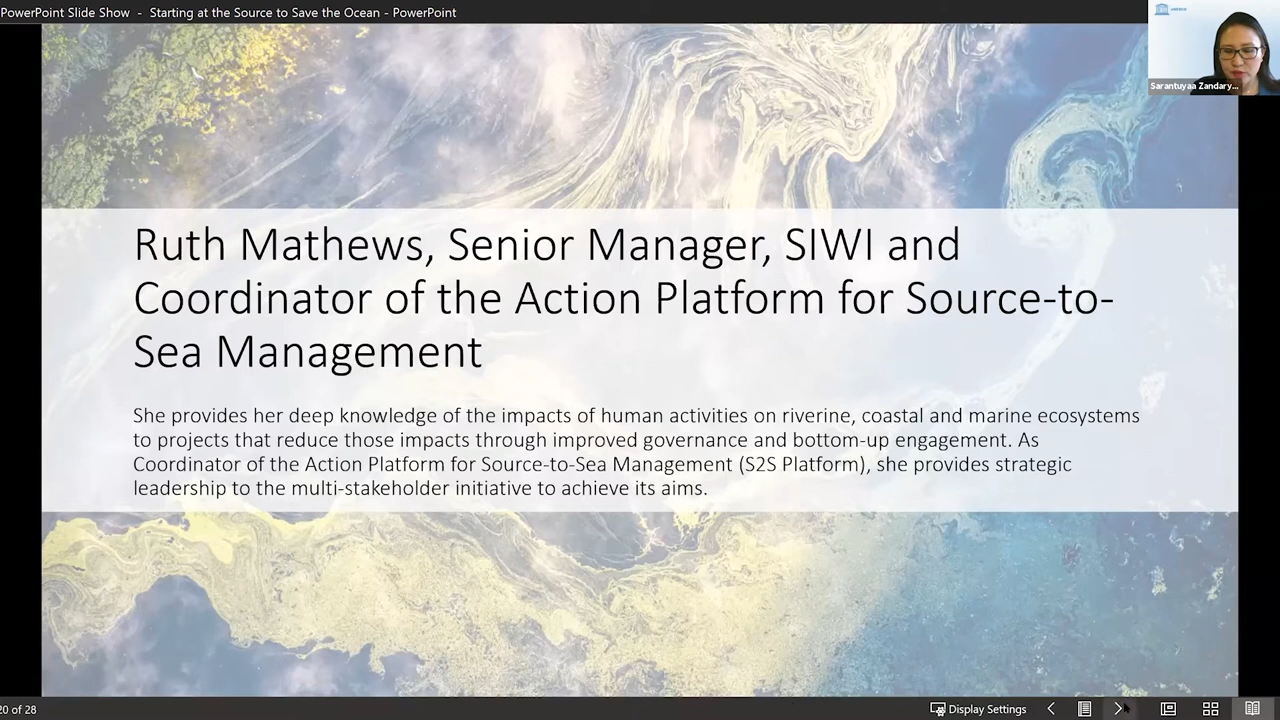 PowerPoint Slide Show - Starting at the Source to Save the Ocean - PowerPoint
Sarantuyaa Zandary...
Ruth Mathews, Senior Manager, SIWI and
Coordinator of the Action Platform for Source-to-
Sea Management
She provides her deep knowledge of the impacts of human activities on riverine, coastal and marine ecosystems
to projects that reduce those impacts through improved governance and bottom-up engagement. As
Coordinator of the Action Platform for Source-to-Sea Management (S2S Platform), she provides strategic
leadership to the multi-stakeholder initiative to achieve its aims.
20 of 28
Display Settings